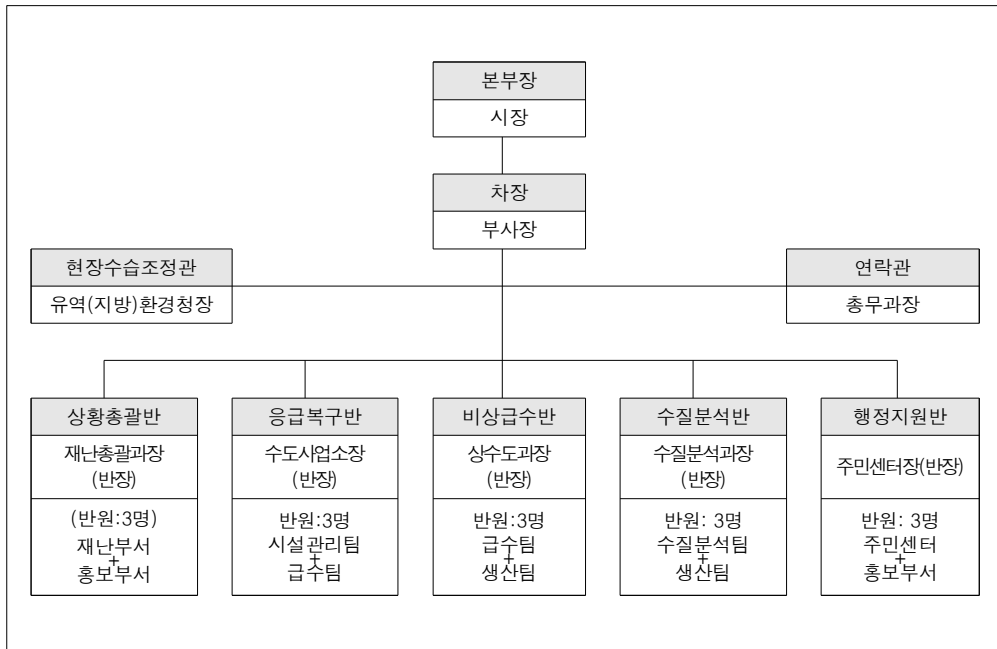 본부장
시장
차장
부사장
현장수습조정관
유역(지방)환경청장
연락관
총무과장
상황총괄반
재난총괄과장
(반장)
(반원:3명)
재난부서
+
홍보부서
응급복구반
수도사업소장
(반장)
반원:3명
시설관리팀
+
급수팀
비상급수반
상수도과장
(반장)
반원:3명
급수팀
+
생산팀
수질분석반
수질분석과장
(반장)
반원: 3명
수질분석팀
+
생산팀
행정지원반
주민센터장(반장)
반원: 3명
주민센터
+
홍보부서